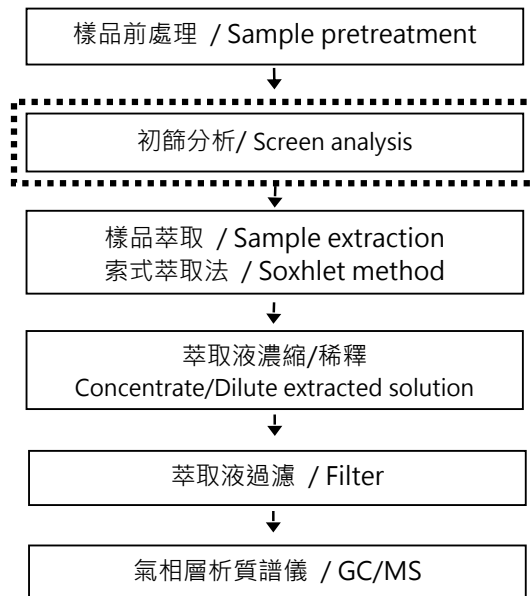 樣品前處理 / Sample pretreatment
初篩分析/ Screen analysis
樣品萃取 / Sample extraction
索式萃取法 / Soxhlet method
萃取液濃縮/稀釋
Concentrate/Dilute extracted solution
萃取液過濾 / Filter
氣相層析質譜儀 / GC/MS